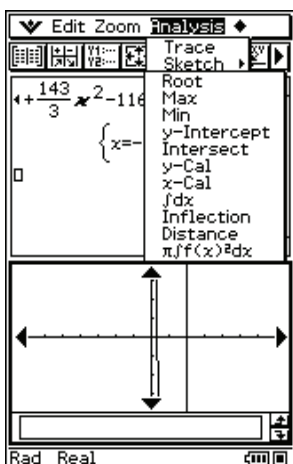 Edit Zoom Analysis
Trace
Sketch
Root
Max
Min
y-Intercept
Intersect
y-Cal
x-Cal
∫dx
Inflection
Distance
π∫f(x)²dx
+143/3 x²-116
{x=-
Rad Real